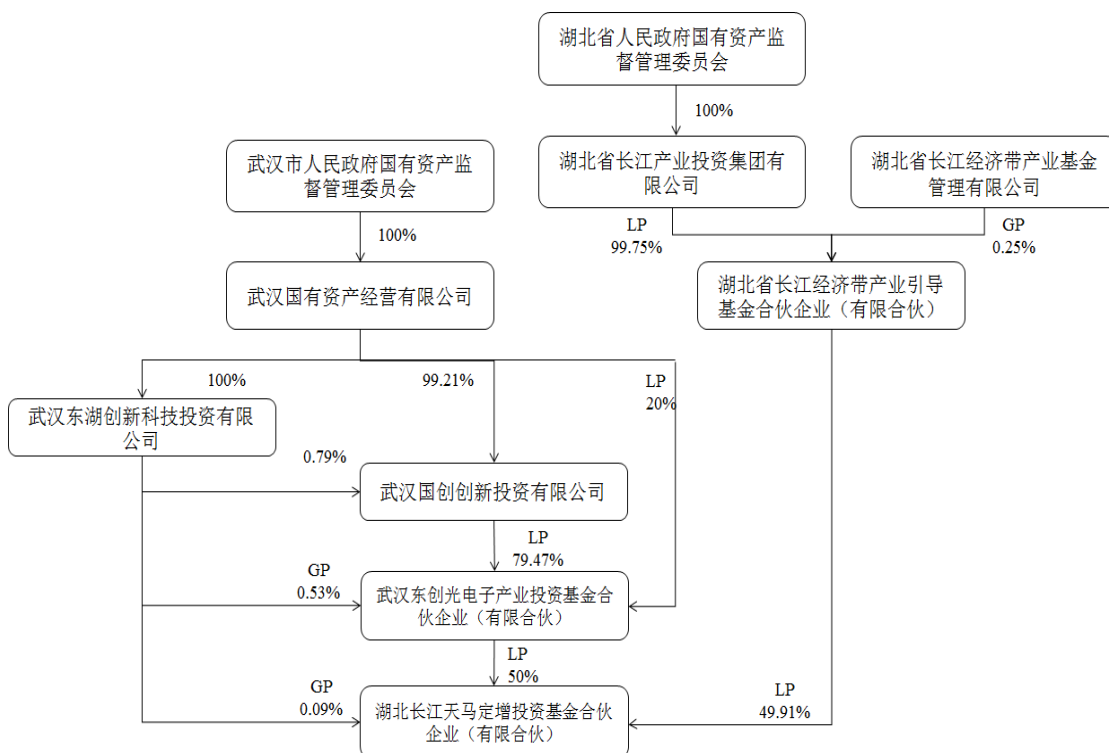 湖北省人民政府国有资产监
督管理委员会
100%
武汉市人民政府国有资产监
督管理委员会
湖北省长江产业投资集团有
限公司
湖北省长江经济带产业基金
管理有限公司
100%
LP
99.75%
GP
0.25%
武汉国有资产经营有限公司
湖北省长江经济带产业引导
基金合伙企业（有限合伙）
100%
99.21%
LP
20%
武汉东湖创新科技投资有限
公司
0.79%
武汉国创创新投资有限公司
LP
79.47%
GP
0.53%
武汉东创光电子产业投资基金合
伙企业（有限合伙）
LP
50%
GP
0.09%
湖北长江天马定增投资基金合伙
企业（有限合伙）
LP
49.91%